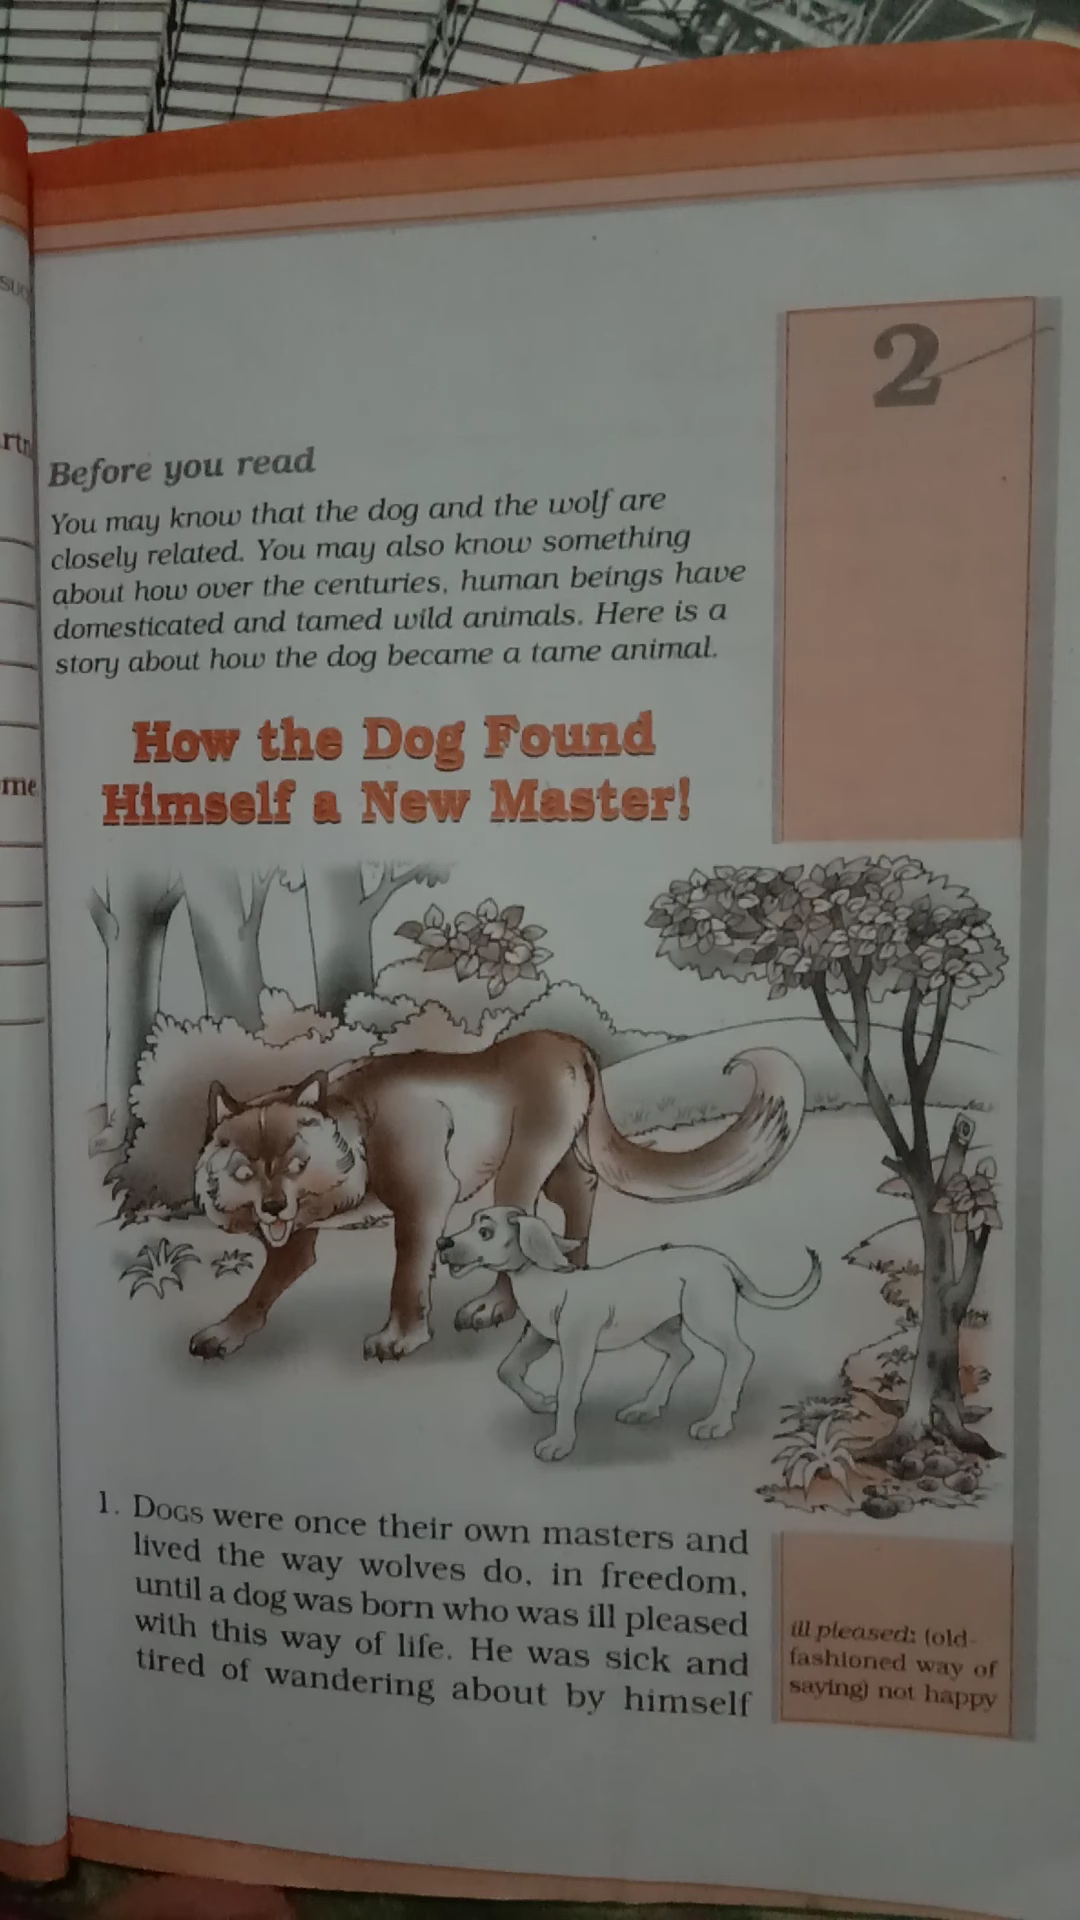 2
Before you read
You may know that the dog and the wolf are
closely related. You may also know something
about how over the centuries, human beings have
domesticated and tamed wild animals. Here is a
story about how the dog became a tame animal.
How the Dog Found
Himself a New Master!
1. DOGS were once their own masters and
lived the way wolves do, in freedom,
until a dog was born who was ill pleased
with this way of life. He was sick and
tired of wandering about by himself
ill pleased: (old-
fashioned way of
saying) not happy